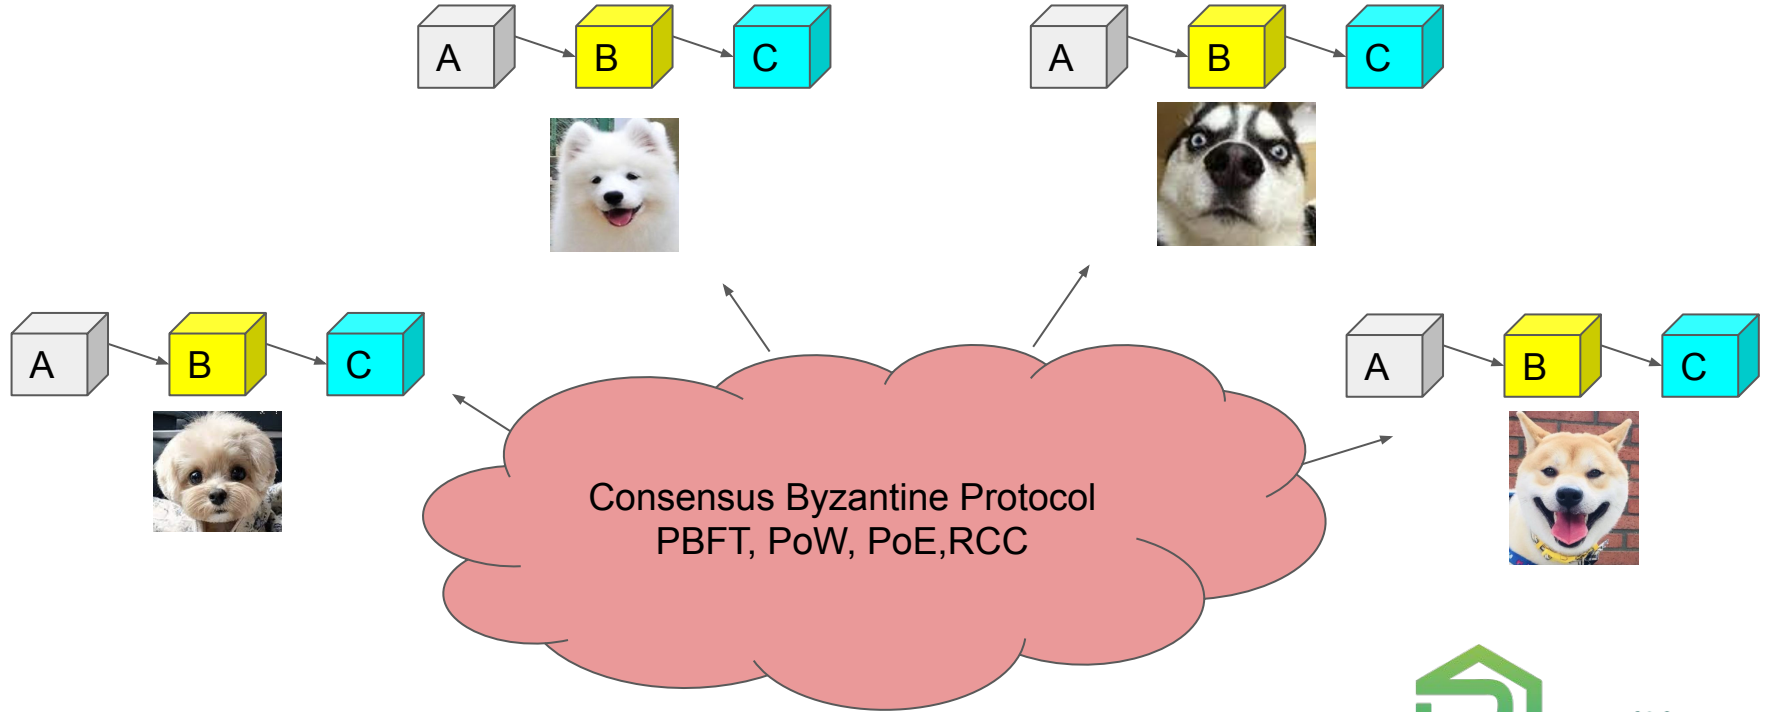 A B C
A B C
A B C
A B C
Consensus Byzantine Protocol
PBFT, PoW, PoE,RCC